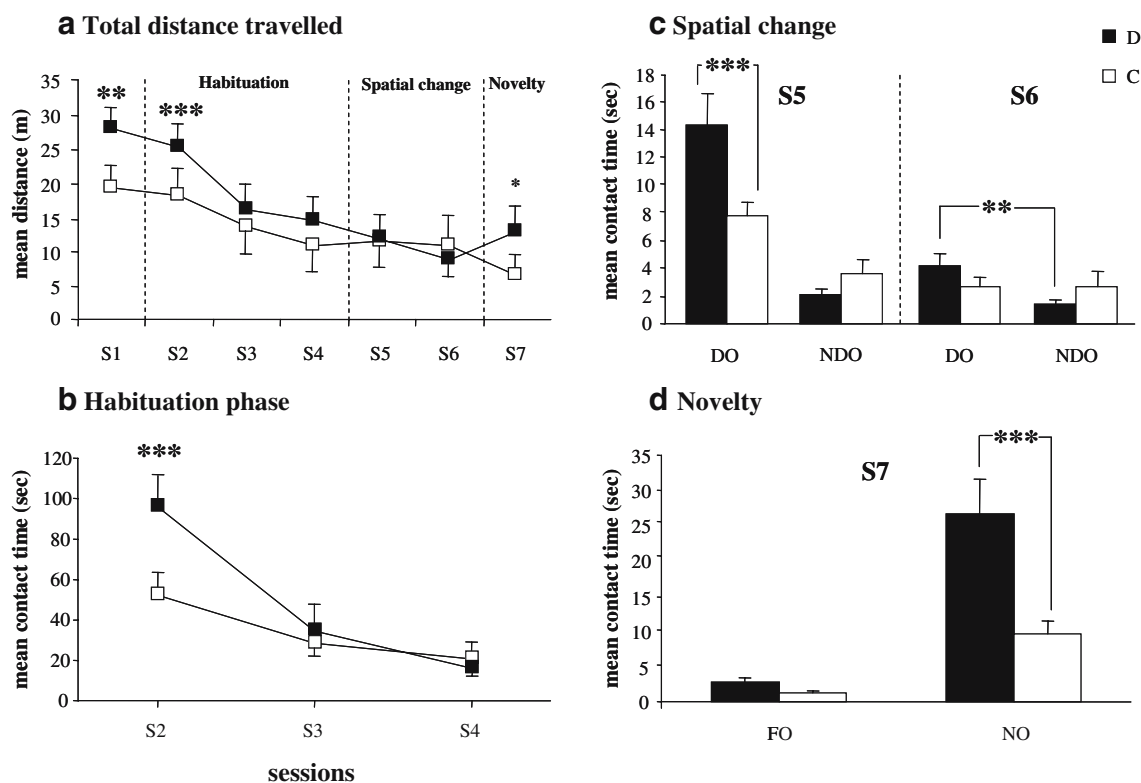 a Total distance travelled
35
30
25
20
15
10
5
0
mean distance (m)
Habituation
Spatial change
Novelty
**
***
*
S1 S2 S3 S4 S5 S6 S7
b Habituation phase
120
100
80
60
40
20
0
mean contact time (sec)
***
S2 S3 S4
sessions
c Spatial change
D
C
18
16
14
12
10
8
6
4
2
0
mean contact time (sec)
***
S5
S6
**
DO NDO DO NDO
d Novelty
35
30
25
20
15
10
5
0
mean contact time (sec)
S7
***
FO NO